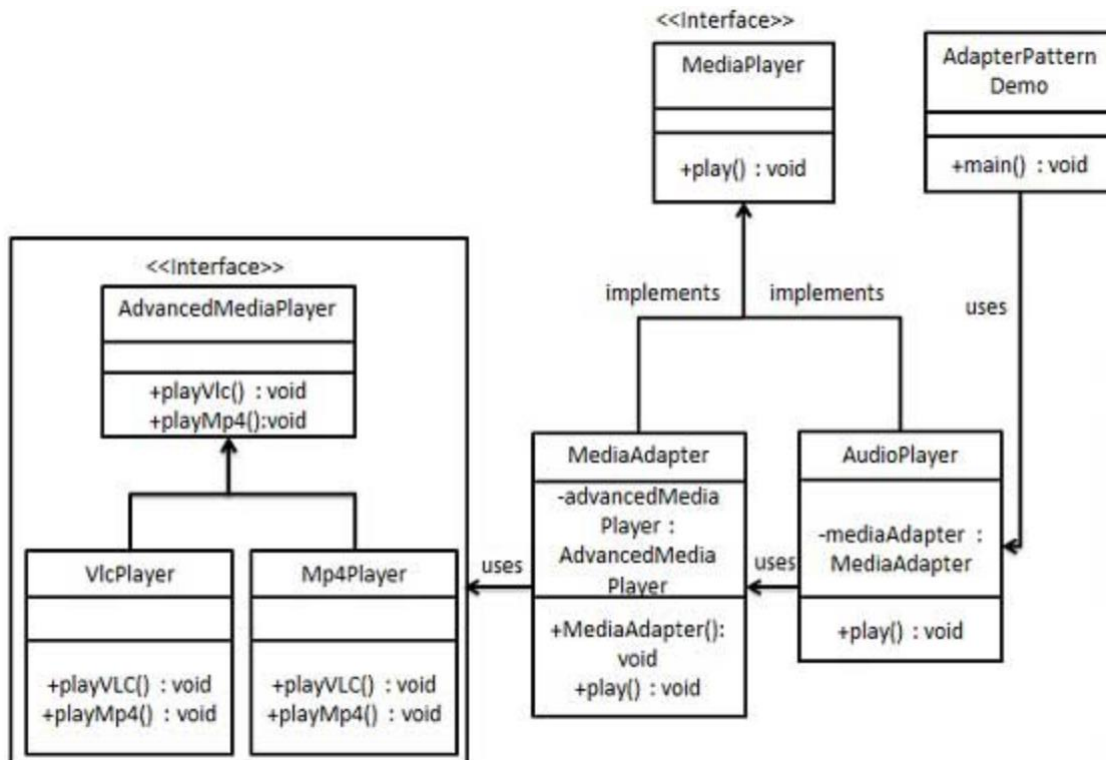 <<Interface>>
MediaPlayer
+play() : void
AdapterPattern
Demo
+main() : void
uses
implements
implements
<<Interface>>
AdvancedMediaPlayer
+playVlc() : void
+playMp4():void
VlcPlayer
+playVLC() : void
+playMp4() : void
Mp4Player
+playVLC() : void
+playMp4() : void
uses
MediaAdapter
-advancedMedia
Player :
AdvancedMedia
Player
+MediaAdapter():
void
+play() : void
uses
AudioPlayer
-mediaAdapter :
MediaAdapter
+play() : void